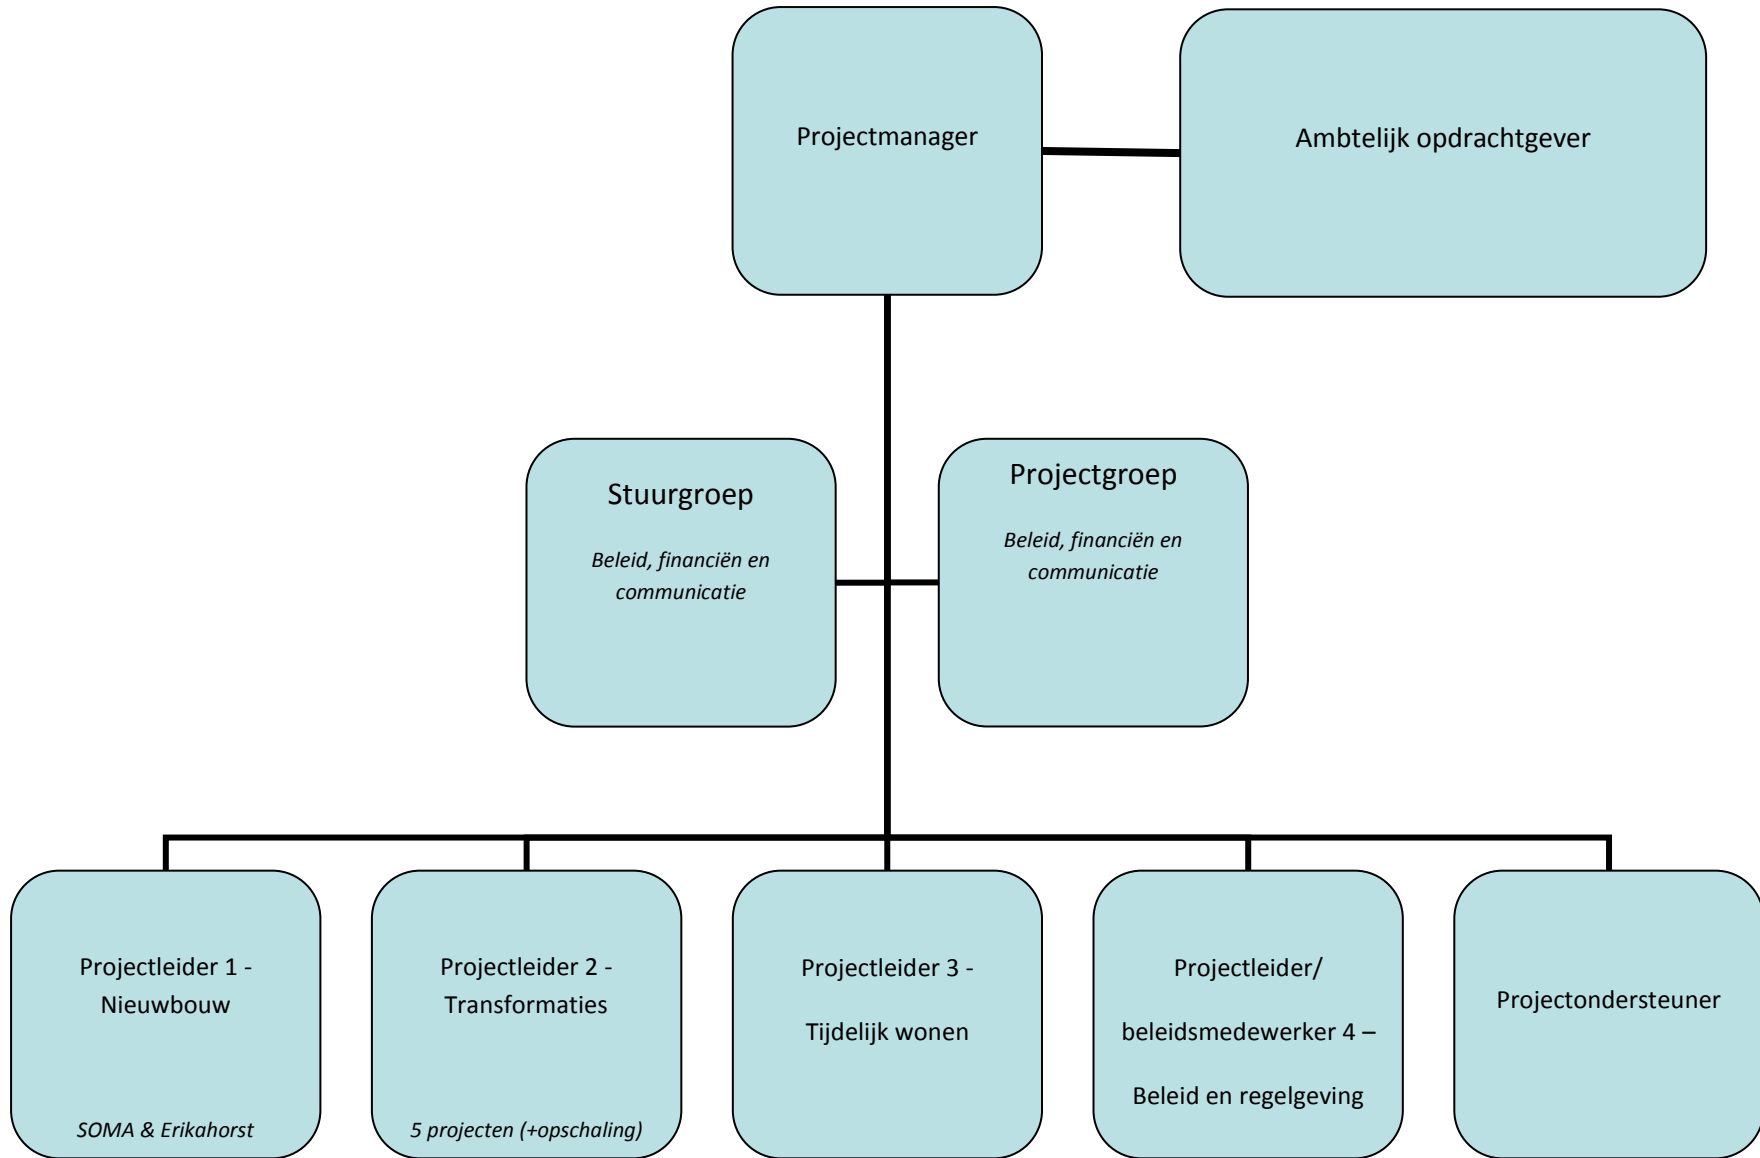 Projectmanager
Ambtelijk opdrachtgever
Stuurgroep
Beleid, financiën en
communicatie
Projectgroep
Beleid, financiën en
communicatie
Projectleider 1 -
Nieuwbouw
SOMA & Erikahorst
Projectleider 2 -
Transformaties
5 projecten (+opschaling)
Projectleider 3 -
Tijdelijk wonen
Projectleider/
beleidsmedewerker 4 –
Beleid en regelgeving
Projectondersteuner